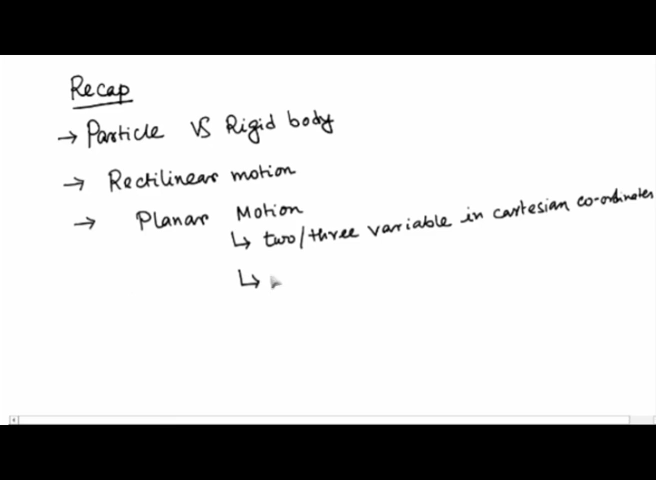 Recap
→ Particle VS Rigid body
→ Rectilinear motion
→ Planar Motion
↳ two/three variable in cartesian co-ordinates
↳